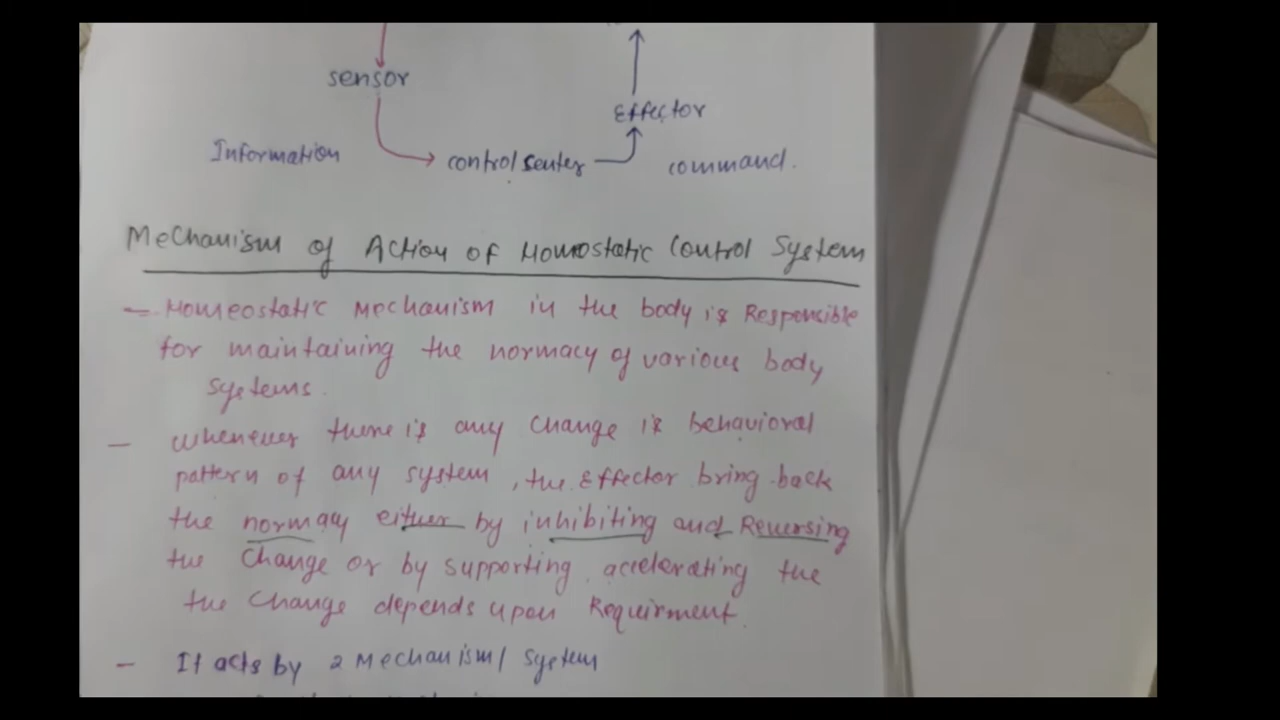 sensor
Effector
Information
control senter
command.
Mechanism of Action of Homostatic Control System
- Homeostatic mechanism in the body is Responsible
for maintaining the normacy of various body
systems.
- whenever there is any change is behavioral
pattern of any system, the Effector bring back
the normacy either by inhibiting and Reversing
the change or by supporting, accelerating the
the change depends upon Requirment.
- It acts by 2 Mechanism/ System